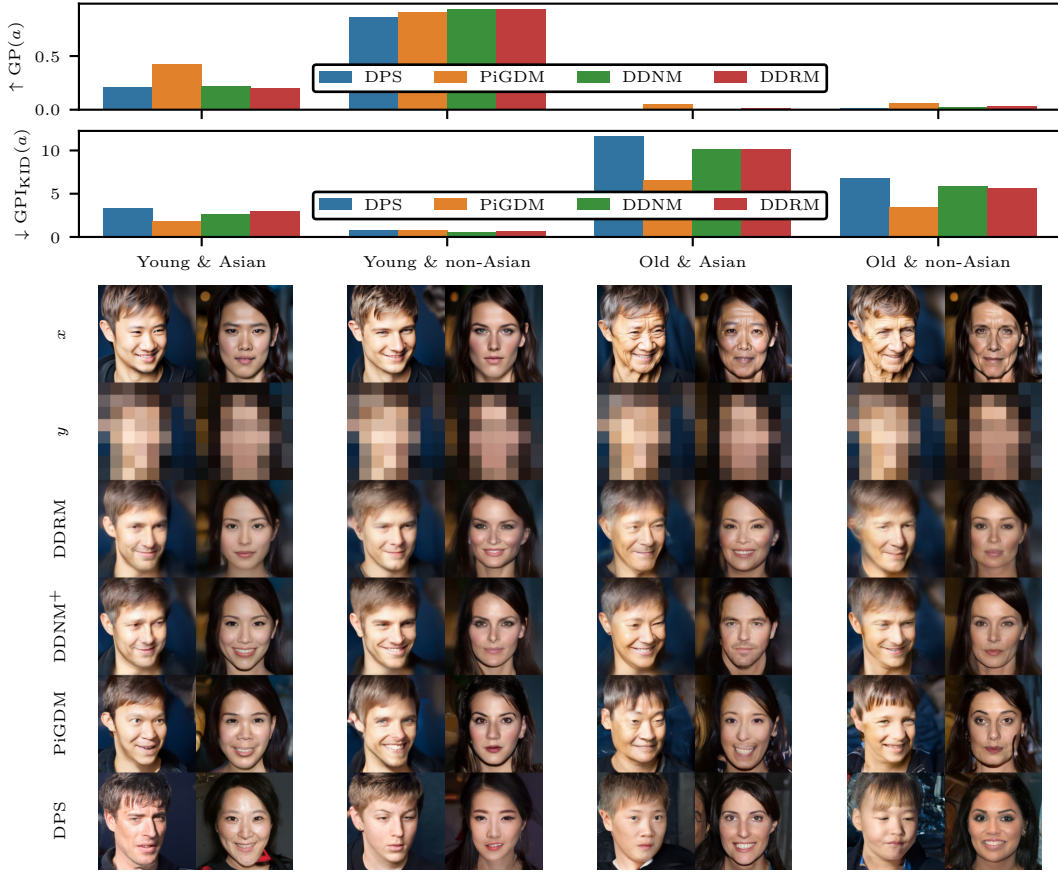 ↑ GP(a)
0.5
0.0
DPS PiGDM DDNM DDRM
↓ GPI_KID(a)
10
5
0
DPS PiGDM DDNM DDRM
Young & Asian Young & non-Asian Old & Asian Old & non-Asian
x
y
DDRM
DDNM⁺
PiGDM
DPS